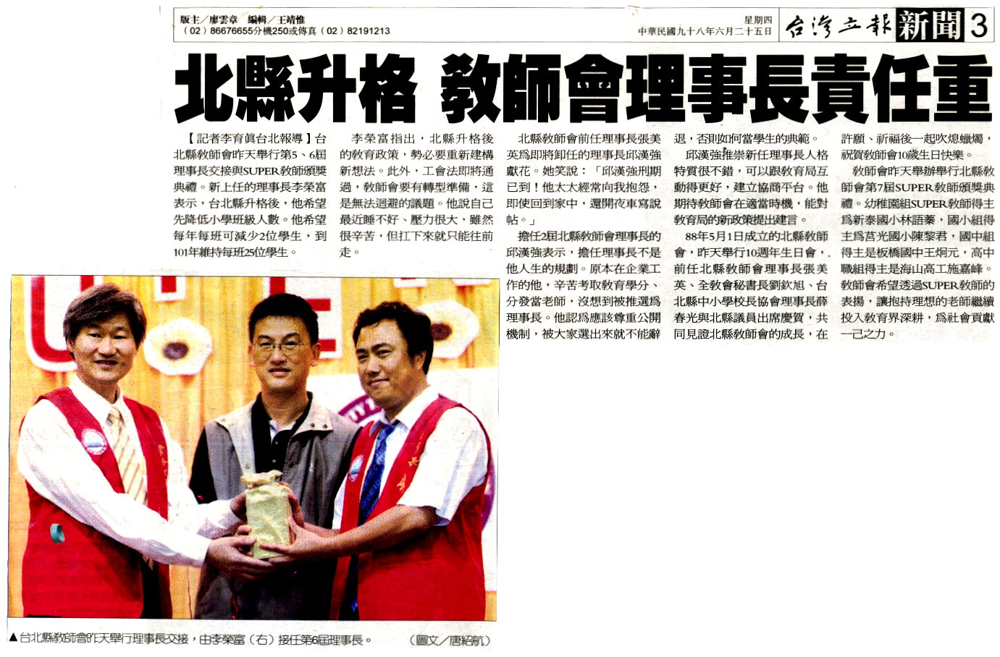 版主／廖雲章　編輯／王靖惟
（02）86676655分機250或傳真（02）82191213
星期四
中華民國九十八年六月二十五日
台灣立報 新聞 3
北縣升格 教師會理事長責任重
【記者李育真台北報導】台
北縣教師會昨天舉行第5、6屆
理事長交接與SUPER教師頒獎
典禮。新上任的理事長李榮富
表示，台北縣升格後，他希望
先降低小學班級人數。他希望
每年每班可減少2位學生，到
101年維持每班25位學生。
李榮富指出，北縣升格後
的教育政策，勢必要重新建構
新想法。此外，工會法即將通
過，教師會要有轉型準備，這
是無法迴避的議題。他說自己
最近睡不好、壓力很大，雖然
很辛苦，但扛下來就只能往前
走。
北縣教師會前任理事長張美
英為即將卸任的理事長邱漢強
獻花。她笑說：「邱漢強刑期
已到！他太太經常向我抱怨，
即使回到家中，還開夜車寫說
帖。」
擔任2屆北縣教師會理事長的
邱漢強表示，擔任理事長不是
他人生的規劃。原本在企業工
作的他，辛苦考取教育學分、
分發當老師，沒想到被推選為
理事長。他認為應該尊重公開
機制，被大家選出來就不能辭
退，否則如何當學生的典範。
邱漢強推崇新任理事長人格
特質很不錯，可以跟教育局互
動得更好，建立協商平台。他
期待教師會在適當時機，能對
教育局的新政策提出建言。
88年5月1日成立的北縣教師
會，昨天舉行10週年生日會，
前任北縣教師會理事長張美
英、全教會秘書長劉欽旭、台
北縣中小學校長協會理事長薛
春光與北縣議員出席慶賀，共
同見證北縣教師會的成長，在
許願、祈福後一起吹熄蠟燭，
祝賀教師會10歲生日快樂。
教師會昨天舉辦舉行北縣教
師會第7屆SUPER教師頒獎典
禮。幼稚園組SUPER教師得主
為新泰國小林語蓁，國小組得
主為莒光國小陳黎君，國中組
得主是板橋國中王炯元，高中
職組得主是海山高工施嘉峰。
教師會希望透過SUPER教師的
表揚，讓抱持理想的老師繼續
投入教育界深耕，為社會貢獻
一己之力。
▲台北縣教師會昨天舉行理事長交接，由李榮富（右）接任第6屆理事長。　（圖文／唐紹航）